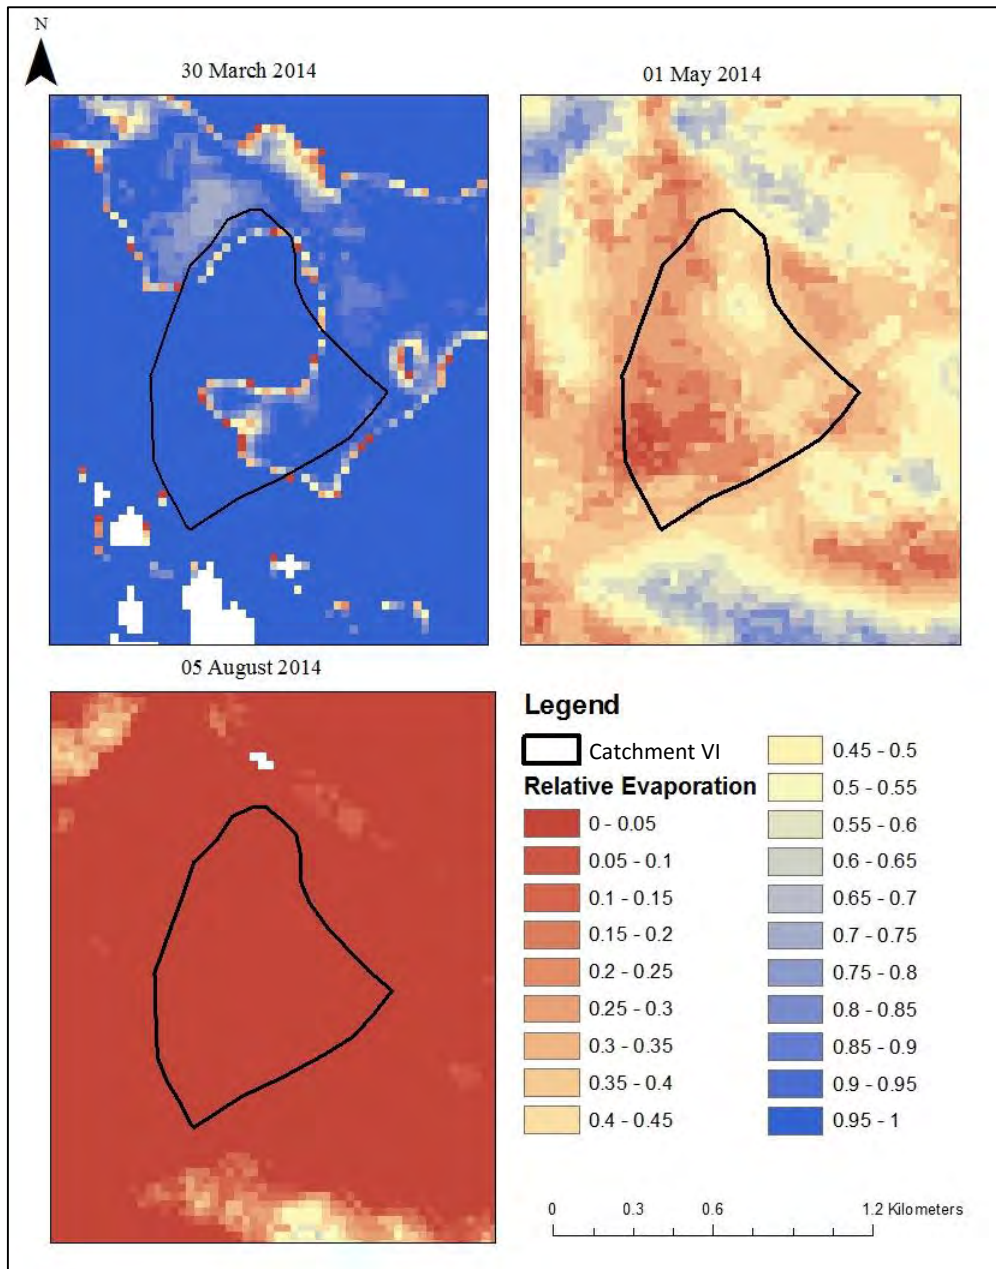 N
30 March 2014
01 May 2014
05 August 2014
Legend
Catchment VI
Relative Evaporation
0 - 0.05
0.05 - 0.1
0.1 - 0.15
0.15 - 0.2
0.2 - 0.25
0.25 - 0.3
0.3 - 0.35
0.35 - 0.4
0.4 - 0.45
0.45 - 0.5
0.5 - 0.55
0.55 - 0.6
0.6 - 0.65
0.65 - 0.7
0.7 - 0.75
0.75 - 0.8
0.8 - 0.85
0.85 - 0.9
0.9 - 0.95
0.95 - 1
0 0.3 0.6 1.2 Kilometers